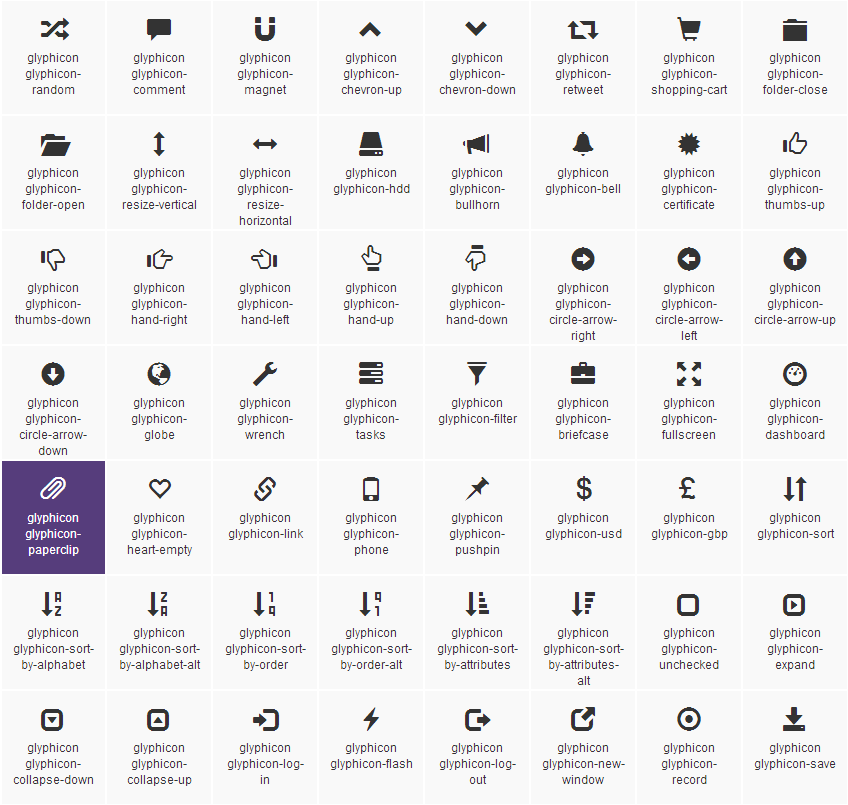 glyphicon
glyphicon-
random
glyphicon
glyphicon-
comment
glyphicon
glyphicon-
magnet
glyphicon
glyphicon-
chevron-up
glyphicon
glyphicon-
chevron-down
glyphicon
glyphicon-
retweet
glyphicon
glyphicon-
shopping-cart
glyphicon
glyphicon-
folder-close
glyphicon
glyphicon-
folder-open
glyphicon
glyphicon-
resize-vertical
glyphicon
glyphicon-
resize-
horizontal
glyphicon
glyphicon-hdd
glyphicon
glyphicon-
bullhorn
glyphicon
glyphicon-bell
glyphicon
glyphicon-
certificate
glyphicon
glyphicon-
thumbs-up
glyphicon
glyphicon-
thumbs-down
glyphicon
glyphicon-
hand-right
glyphicon
glyphicon-
hand-left
glyphicon
glyphicon-
hand-up
glyphicon
glyphicon-
hand-down
glyphicon
glyphicon-
circle-arrow-
right
glyphicon
glyphicon-
circle-arrow-
left
glyphicon
glyphicon-
circle-arrow-up
glyphicon
glyphicon-
circle-arrow-
down
glyphicon
glyphicon-
globe
glyphicon
glyphicon-
wrench
glyphicon
glyphicon-
tasks
glyphicon
glyphicon-filter
glyphicon
glyphicon-
briefcase
glyphicon
glyphicon-
fullscreen
glyphicon
glyphicon-
dashboard
glyphicon
glyphicon-
paperclip
glyphicon
glyphicon-
heart-empty
glyphicon
glyphicon-link
glyphicon
glyphicon-
phone
glyphicon
glyphicon-
pushpin
$
glyphicon
glyphicon-usd
£
glyphicon
glyphicon-gbp
glyphicon
glyphicon-sort
A
Z
glyphicon
glyphicon-sort-
by-alphabet
Z
A
glyphicon
glyphicon-sort-
by-alphabet-alt
1
9
glyphicon
glyphicon-sort-
by-order
9
1
glyphicon
glyphicon-sort-
by-order-alt
glyphicon
glyphicon-sort-
by-attributes
glyphicon
glyphicon-sort-
by-attributes-
alt
glyphicon
glyphicon-
unchecked
glyphicon
glyphicon-
expand
glyphicon
glyphicon-
collapse-down
glyphicon
glyphicon-
collapse-up
glyphicon
glyphicon-log-
in
glyphicon
glyphicon-flash
glyphicon
glyphicon-log-
out
glyphicon
glyphicon-new-
window
glyphicon
glyphicon-
record
glyphicon
glyphicon-save